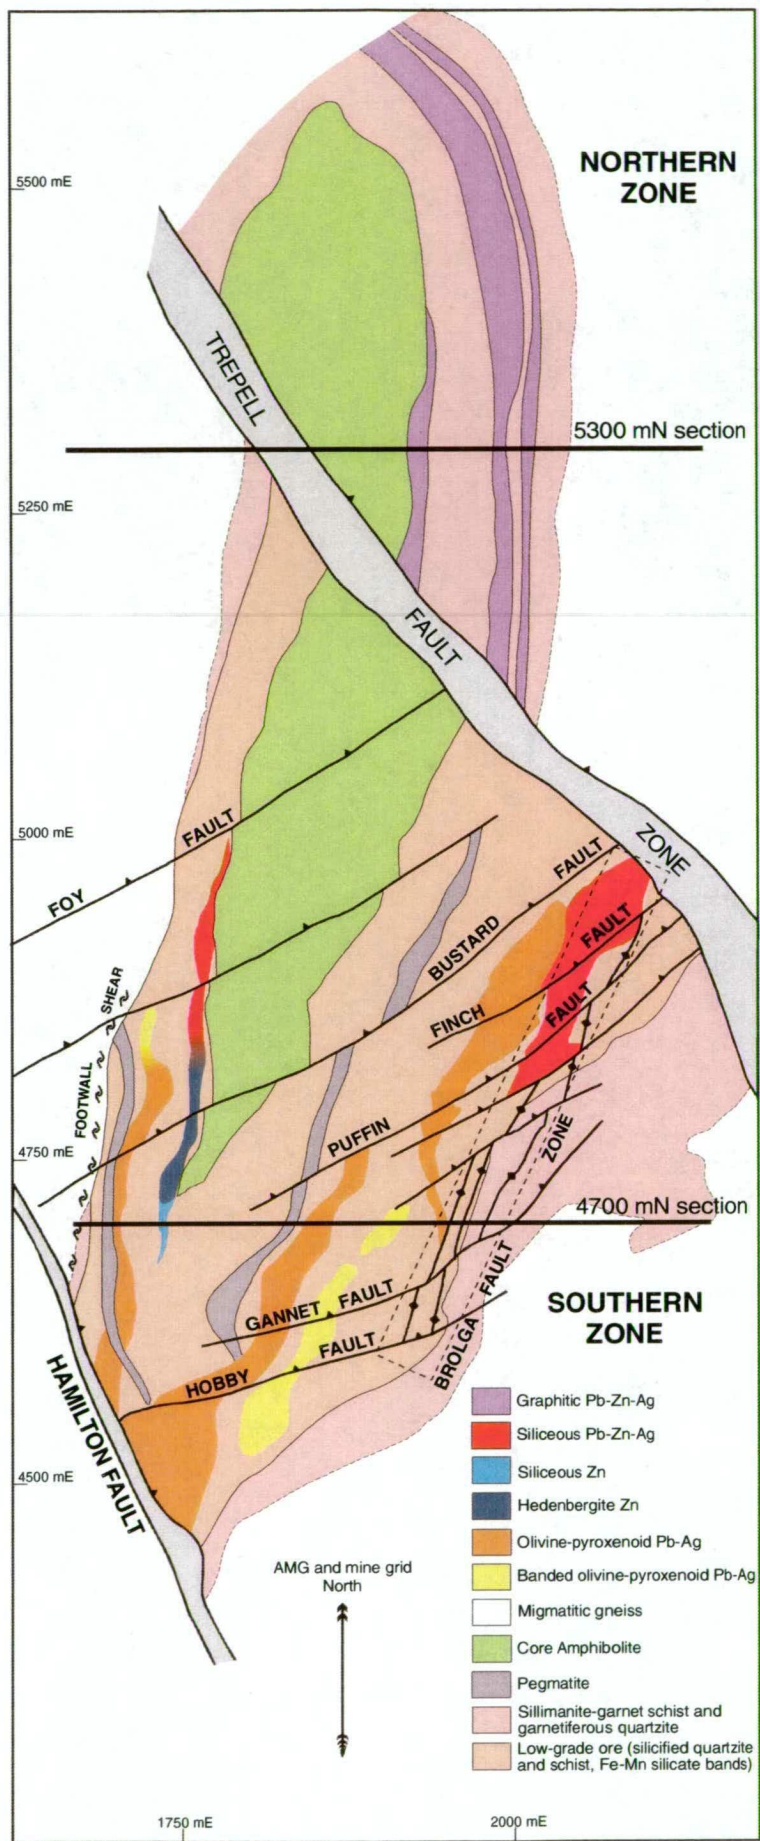 NORTHERN
ZONE
5500 mE
TREPELL
5300 mN section
5250 mE
FAULT
5000 mE
FAULT
ZONE
FOY
FAULT
BUSTARD
FAULT
SHEAR
FINCH
FAULT
FOOTWALL
PUFFIN
ZONE
4750 mE
4700 mN section
GANNET FAULT
FAULT
SOUTHERN
ZONE
HOBBY
FAULT
BROLGA
HAMILTON FAULT
4500 mE
Graphitic Pb-Zn-Ag
Siliceous Pb-Zn-Ag
Siliceous Zn
Hedenbergite Zn
Olivine-pyroxenoid Pb-Ag
Banded olivine-pyroxenoid Pb-Ag
Migmatitic gneiss
Core Amphibolite
Pegmatite
Sillimanite-garnet schist and
garnetiferous quartzite
Low-grade ore (silicified quartzite
and schist, Fe-Mn silicate bands)
AMG and mine grid
North
1750 mE
2000 mE